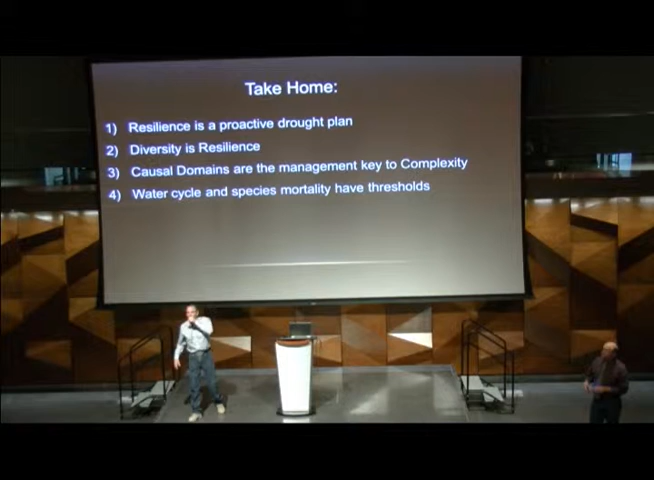 Take Home:
1) Resilience is a proactive drought plan
2) Diversity is Resilience
3) Causal Domains are the management key to Complexity
4) Water cycle and species mortality have thresholds